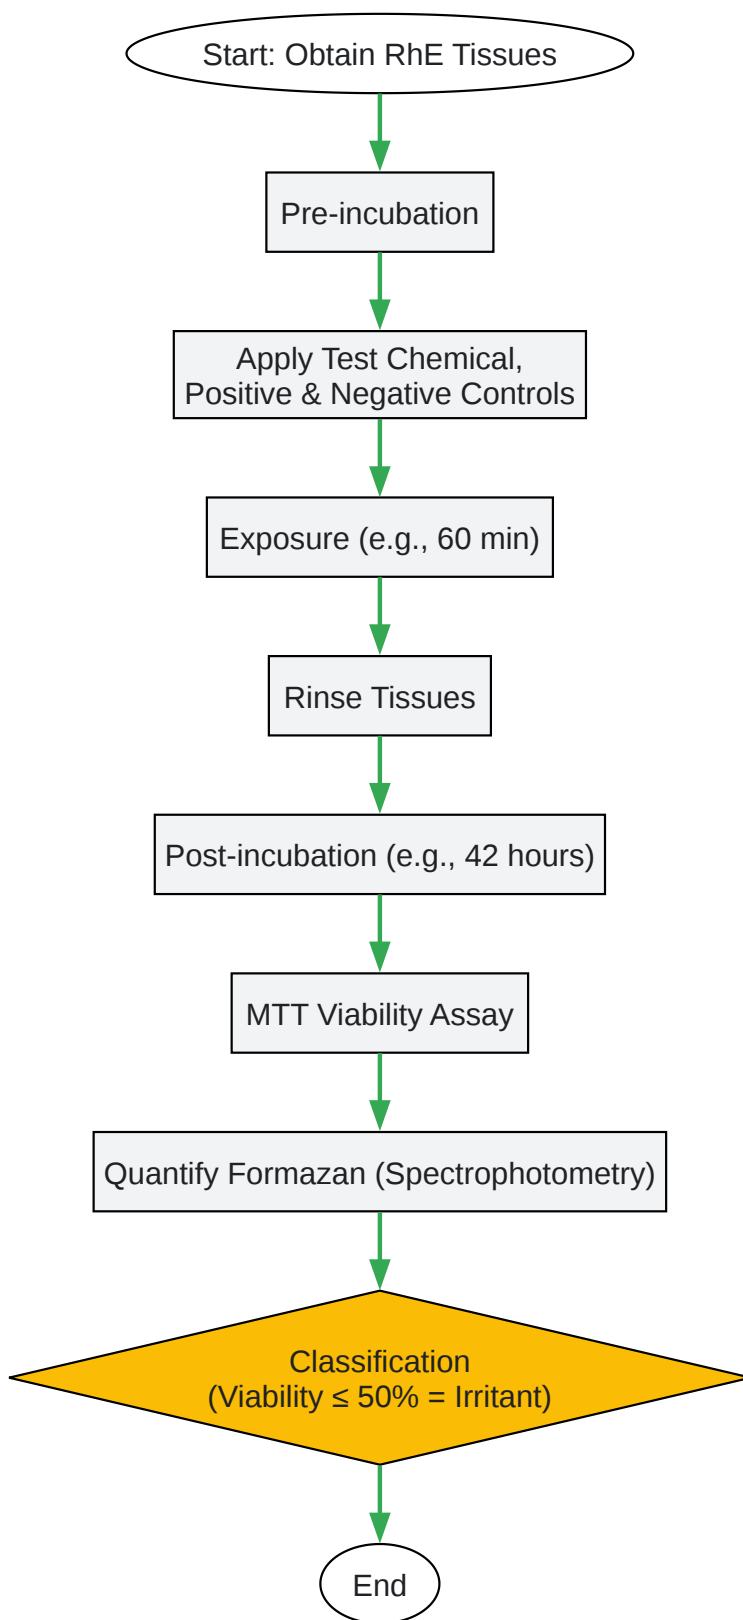 Start: Obtain RhE Tissues
Pre-incubation
Apply Test Chemical,
Positive & Negative Controls
Exposure (e.g., 60 min)
Rinse Tissues
Post-incubation (e.g., 42 hours)
MTT Viability Assay
Quantify Formazan (Spectrophotometry)
Classification
(Viability ≤ 50% = Irritant)
End